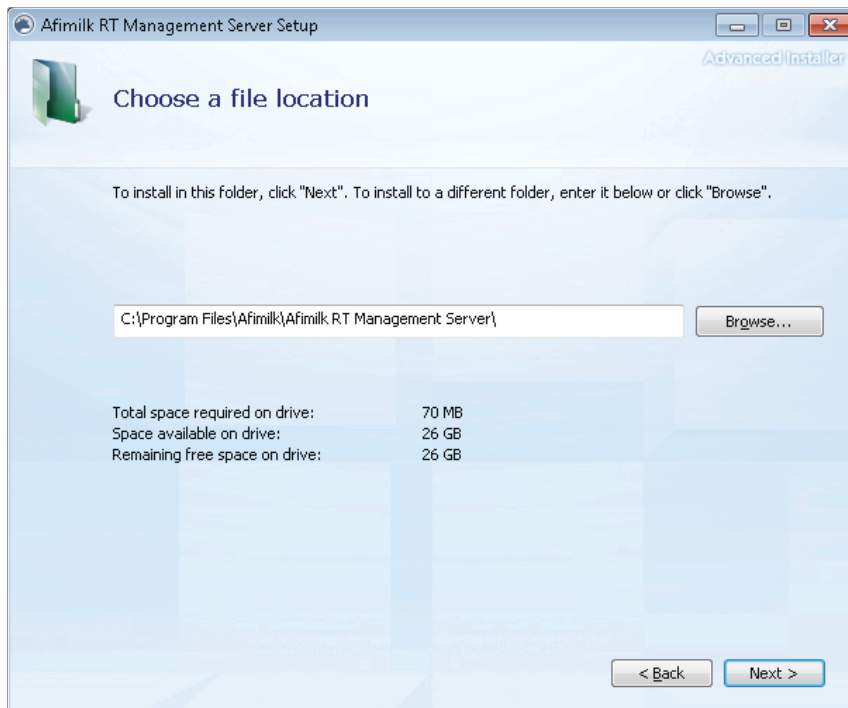 Afimilk RT Management Server Setup
Advanced Installer
Choose a file location
To install in this folder, click "Next". To install to a different folder, enter it below or click "Browse".
C:\Program Files\Afimilk\Afimilk RT Management Server\
Browse...
Total space required on drive: 70 MB
Space available on drive: 26 GB
Remaining free space on drive: 26 GB
< Back
Next >